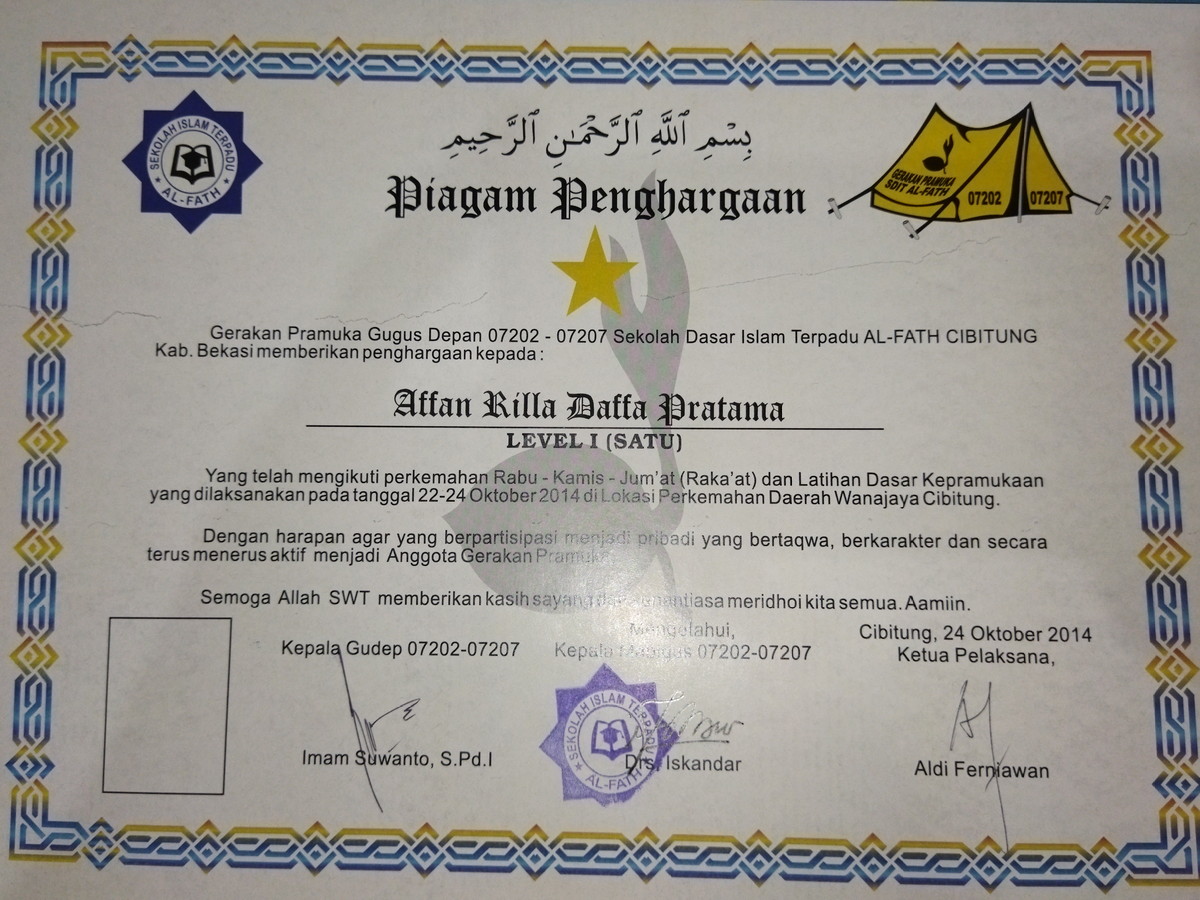 SEKOLAH ISLAM TERPADU
AL-FATH
بِسْمِ ٱللَّهِ ٱلرَّحْمَـٰنِ ٱلرَّحِيمِ
Piagam Penghargaan
GERAKAN PRAMUKA
SDIT AL-FATH
07202
07207
Gerakan Pramuka Gugus Depan 07202 - 07207 Sekolah Dasar Islam Terpadu AL-FATH CIBITUNG
Kab. Bekasi memberikan penghargaan kepada :
Affan Rilla Daffa Pratama
LEVEL I (SATU)
Yang telah mengikuti perkemahan Rabu - Kamis - Jum'at (Raka'at) dan Latihan Dasar Kepramukaan
yang dilaksanakan pada tanggal 22-24 Oktober 2014 di Lokasi Perkemahan Daerah Wanajaya Cibitung.
Dengan harapan agar yang berpartisipasi menjadi pribadi yang bertaqwa, berkarakter dan secara
terus menerus aktif menjadi Anggota Gerakan Pramuka
Semoga Allah SWT memberikan kasih sayang meridhoi kita semua. Aamiin.
Kepala Gudep 07202-07207
Mengetahui,
Kepala 07202-07207
Cibitung, 24 Oktober 2014
Ketua Pelaksana,
SEKOLAH ISLAM TERPADU
AL-FATH
Imam Suwanto, S.Pd.I
Drs. Iskandar
Aldi Ferniawan